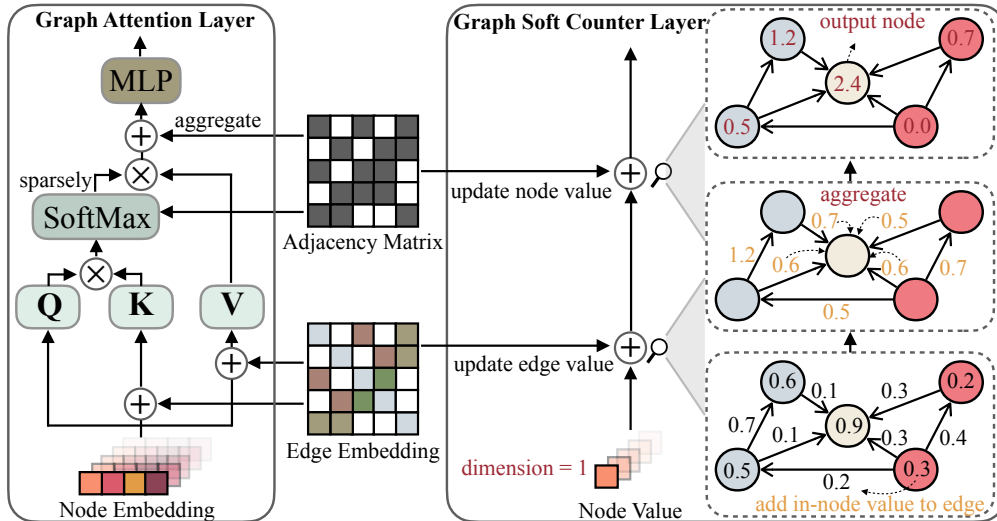 Graph Attention Layer
MLP
+
aggregate
sparsely
×
SoftMax
×
Q
K
V
+
+
Node Embedding
Adjacency Matrix
Edge Embedding
Graph Soft Counter Layer
+
update node value
+
update edge value
dimension = 1
Node Value
output node
1.2
0.7
2.4
0.5
0.0
aggregate
0.7
0.5
1.2
0.6
0.6
0.7
0.5
0.6
0.1
0.3
0.2
0.7
0.9
0.1
0.3
0.4
0.5
0.3
0.2
add in-node value to edge